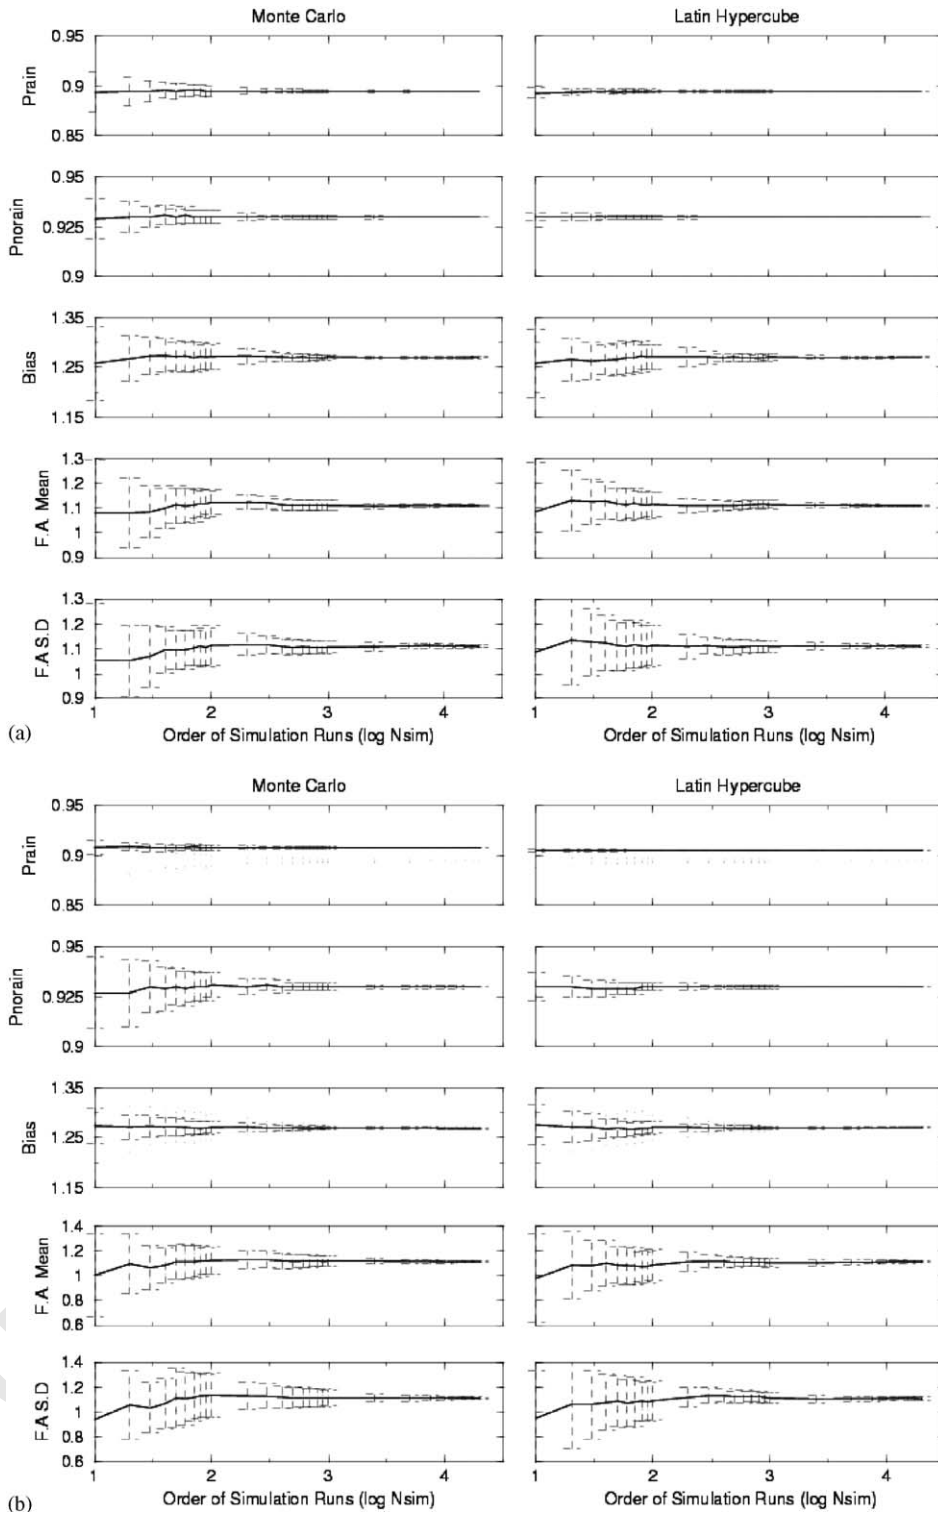 Monte Carlo Latin Hypercube
0.95
Prain 0.9
0.85
0.95
Pnorain 0.925
0.9
1.35
Bias 1.25
1.15
1.3
1.2
F.A. Mean 1.1
1
0.9
1.3
1.2
F.A.S.D 1.1
1
0.9
1 2 3 4 1 2 3 4
(a) Order of Simulation Runs (log Nsim) Order of Simulation Runs (log Nsim)
Monte Carlo Latin Hypercube
0.95
Prain 0.9
0.85
0.95
Pnorain 0.925
0.9
1.35
Bias 1.25
1.15
1.4
1.2
F.A. Mean 1
0.8
0.6
1.4
1.2
F.A.S.D 1
0.8
0.6
1 2 3 4 1 2 3 4
(b) Order of Simulation Runs (log Nsim) Order of Simulation Runs (log Nsim)